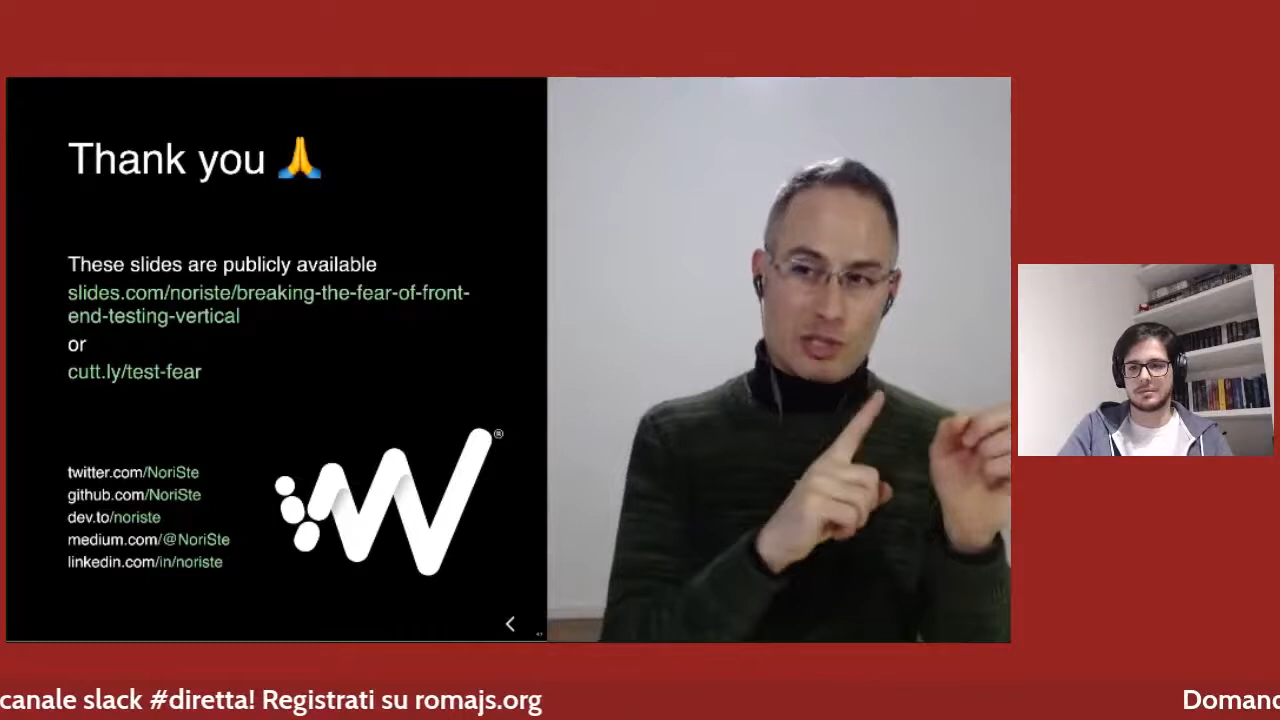 Thank you 🙏
These slides are publicly available
slides.com/noriste/breaking-the-fear-of-front-
end-testing-vertical
or
cutt.ly/test-fear
®
twitter.com/NoriSte
github.com/NoriSte
dev.to/noriste
medium.com/@NoriSte
linkedin.com/in/noriste
canale slack #diretta! Registrati su romajs.org
Domand